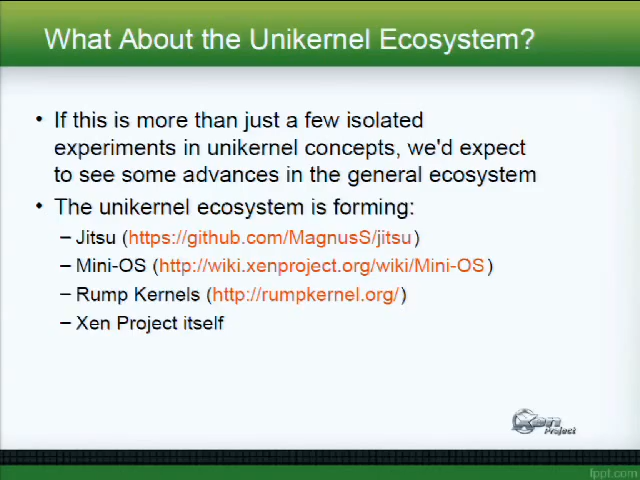 What About the Unikernel Ecosystem?
• If this is more than just a few isolated
experiments in unikernel concepts, we'd expect
to see some advances in the general ecosystem
• The unikernel ecosystem is forming:
– Jitsu (https://github.com/MagnusS/jitsu)
– Mini-OS (http://wiki.xenproject.org/wiki/Mini-OS)
– Rump Kernels (http://rumpkernel.org/)
– Xen Project itself
Xen
Project
fppt.com